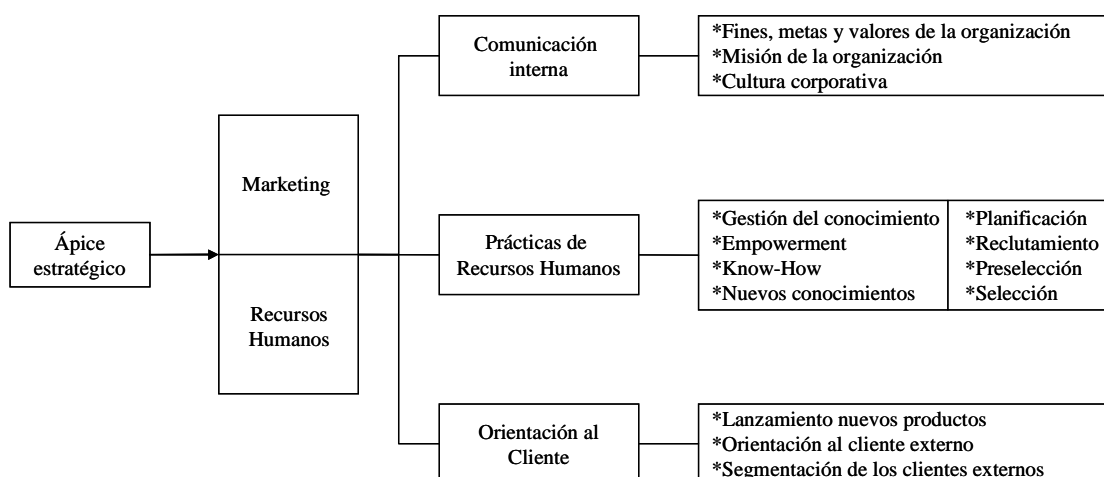 Comunicación
interna
*Fines, metas y valores de la organización
*Misión de la organización
*Cultura corporativa
Ápice
estratégico
Marketing
Recursos
Humanos
Prácticas de
Recursos Humanos
*Gestión del conocimiento
*Empowerment
*Know-How
*Nuevos conocimientos
*Planificación
*Reclutamiento
*Preselección
*Selección
Orientación al
Cliente
*Lanzamiento nuevos productos
*Orientación al cliente externo
*Segmentación de los clientes externos